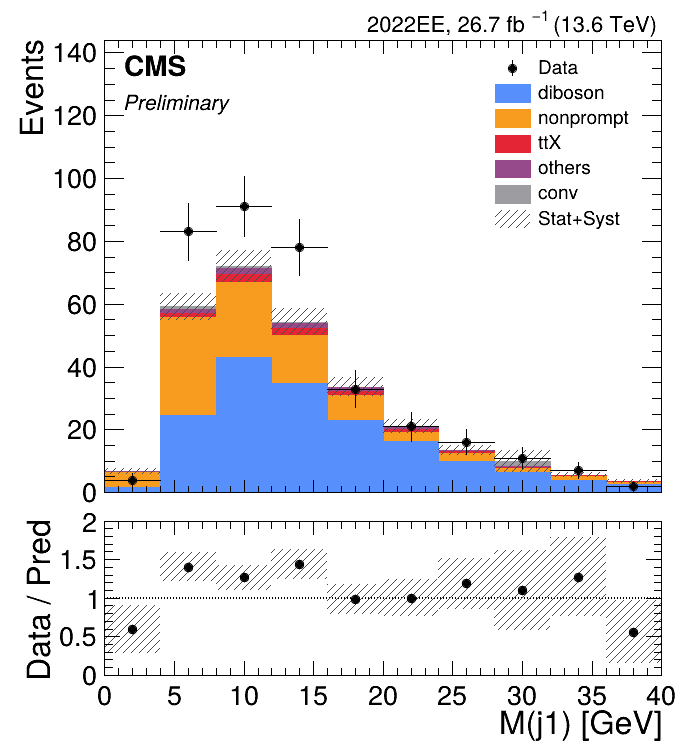 2022EE, 26.7 fb⁻¹ (13.6 TeV)
CMS
Preliminary
Events
140
120
100
80
60
40
20
0
Data
diboson
nonprompt
ttX
others
conv
Stat+Syst
Data / Pred
2
1.5
1
0.5
0
0 5 10 15 20 25 30 35 40
M(j1) [GeV]